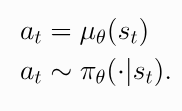 a_t = μ_θ(s_t)
a_t ∼ π_θ(·|s_t).